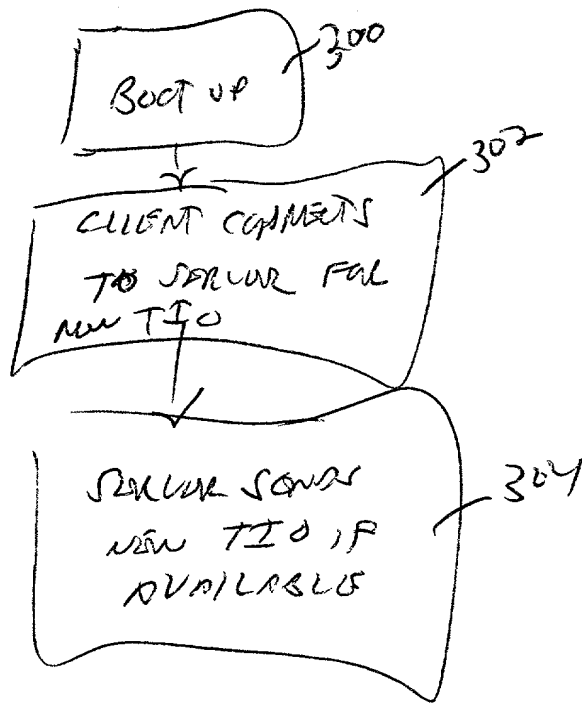 300
BOOT UP
302
CLIENT CONNECTS
TO SERVER FOR
NEW TIO
304
SERVER SENDS
NEW TIO IF
AVAILABLE